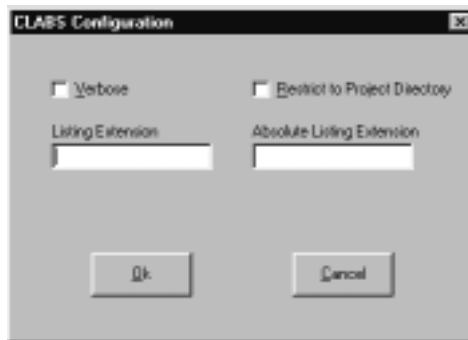 CLABS Configuration
Verbose
Restrict to Project Directory
Listing Extension
Absolute Listing Extension
Ok
Cancel